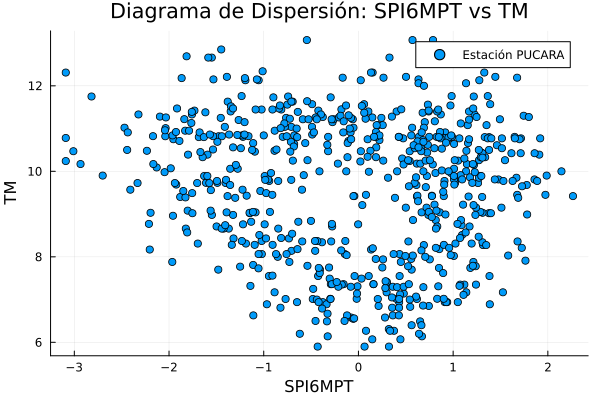 Diagrama de Dispersión: SPI6MPT vs TM
Estación PUCARA
12
10
8
6
TM
−3 −2 −1 0 1 2
SPI6MPT